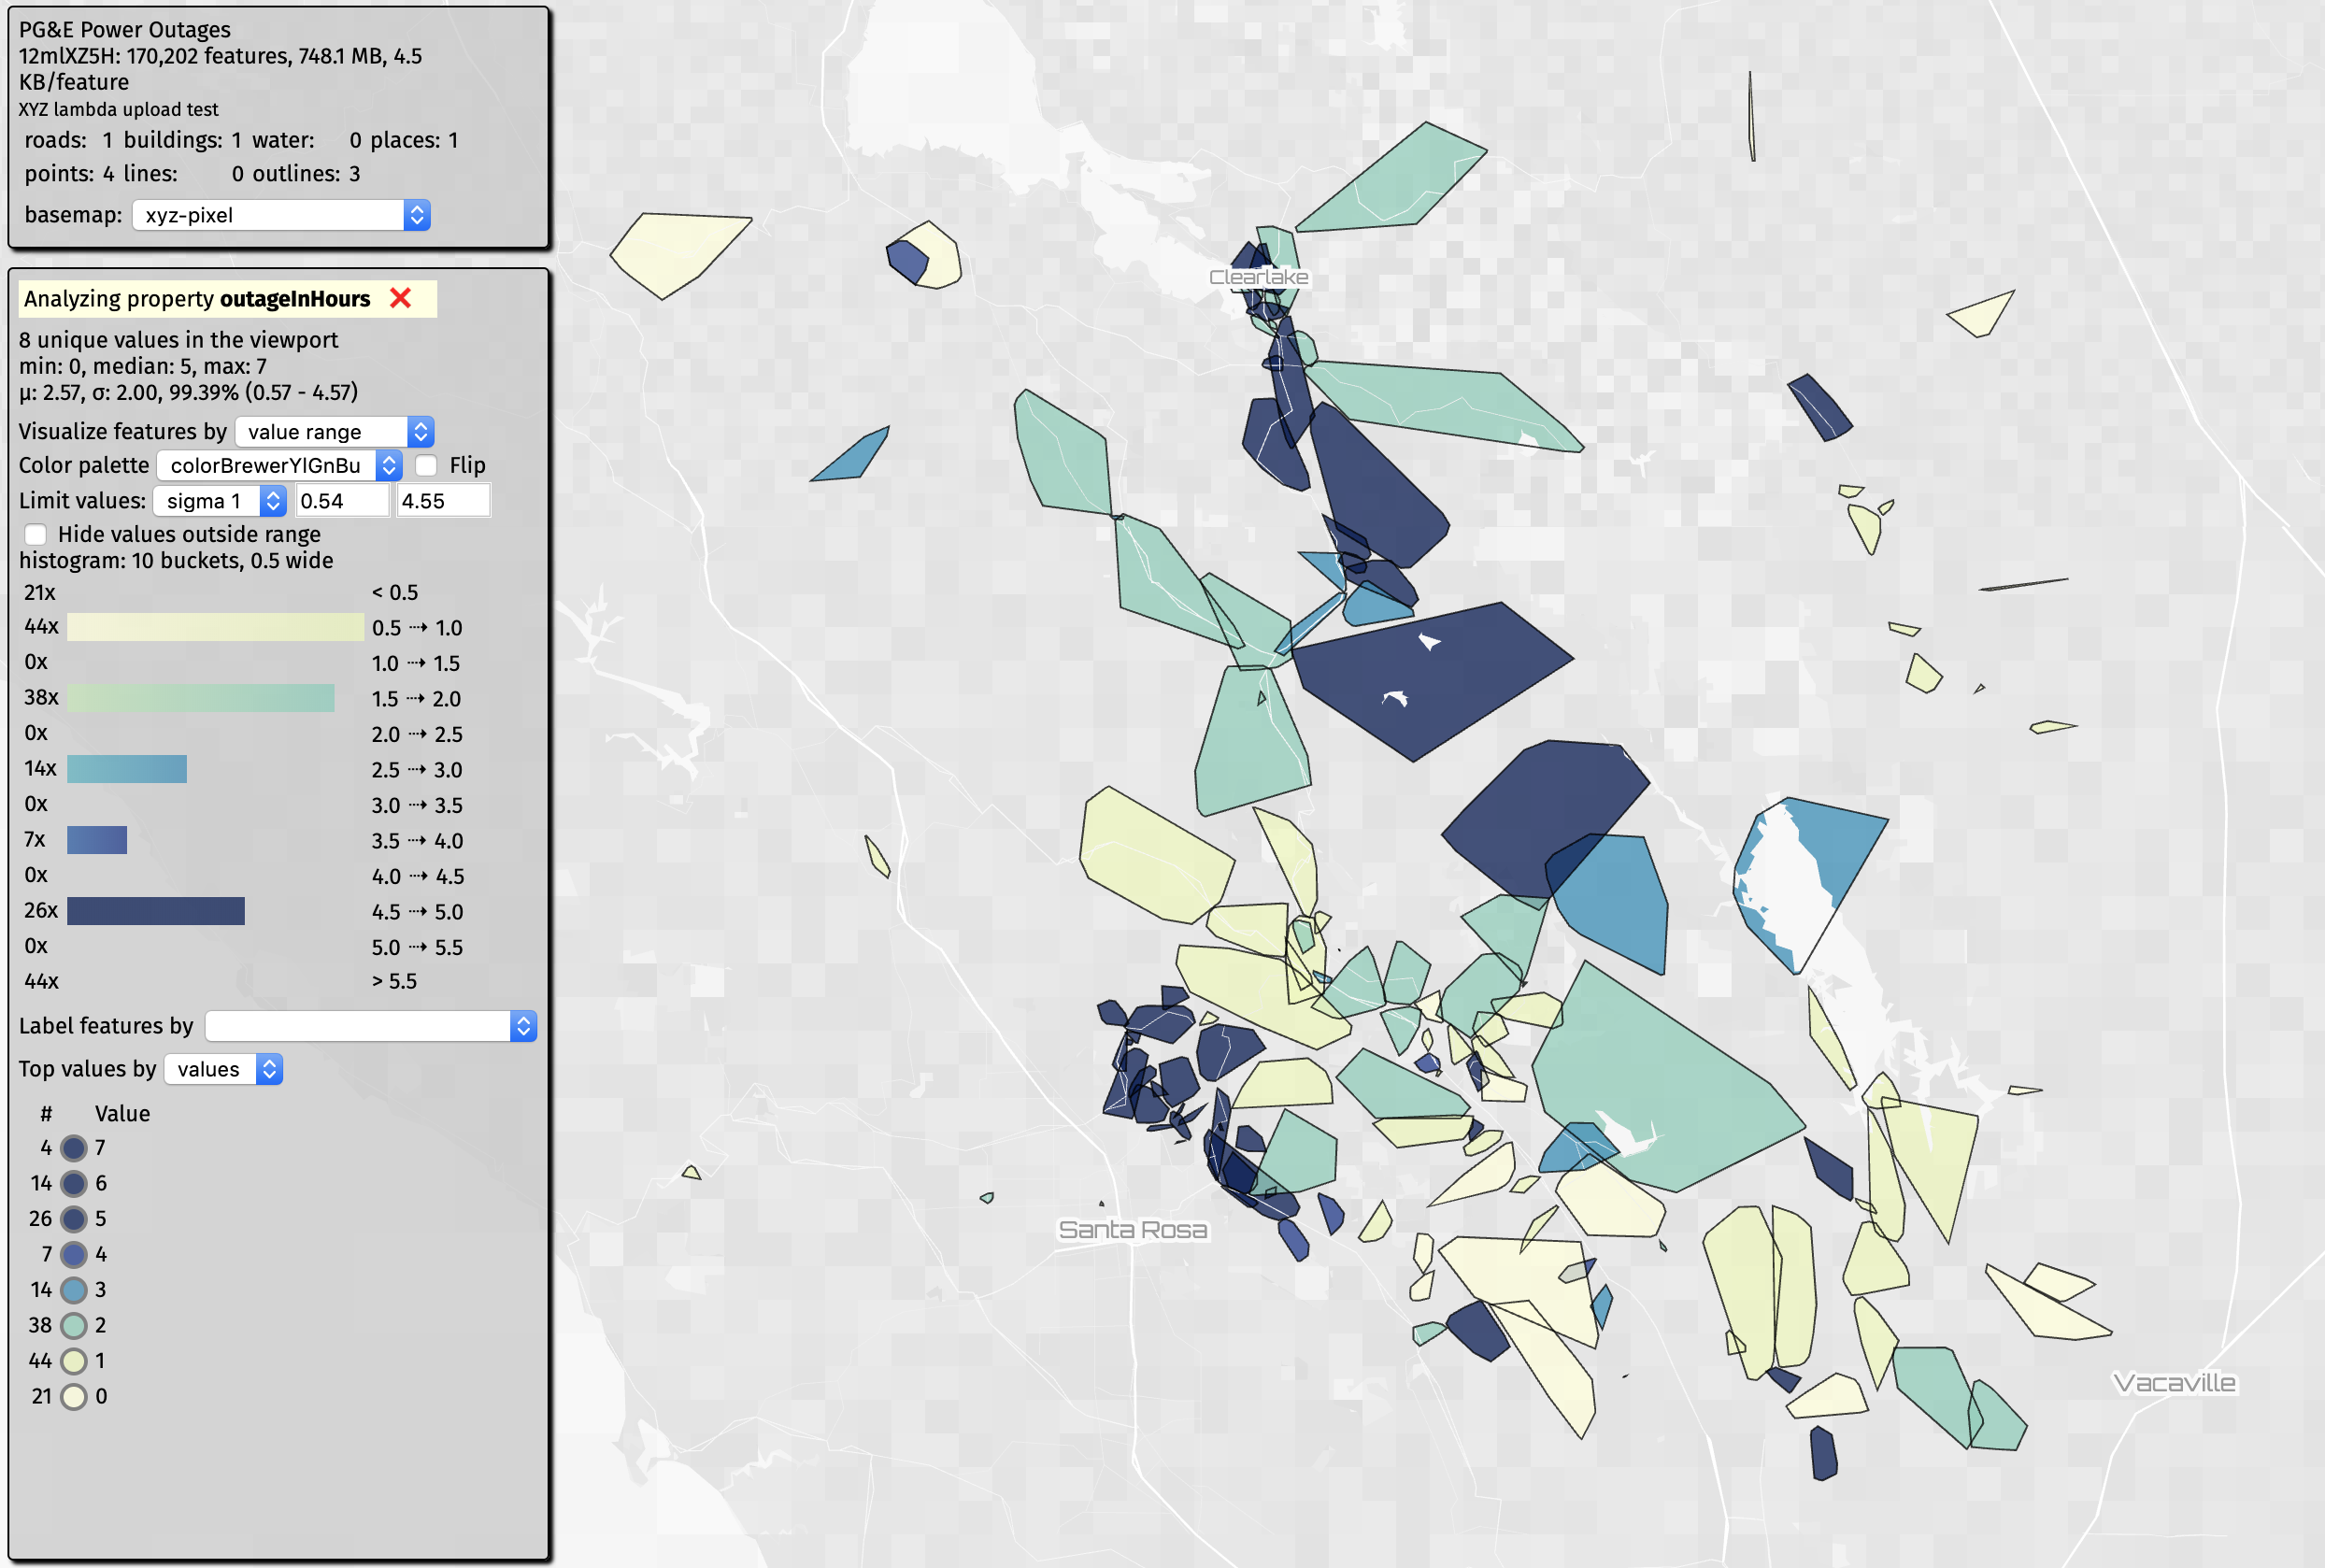 PG&E Power Outages
12mlXZ5H: 170,202 features, 748.1 MB, 4.5
KB/feature
XYZ lambda upload test
roads: 1 buildings: 1 water: 0 places: 1
points: 4 lines: 0 outlines: 3
basemap: xyz-pixel
Analyzing property outageInHours ❌
8 unique values in the viewport
min: 0, median: 5, max: 7
μ: 2.57, σ: 2.00, 99.39% (0.57 - 4.57)
Visualize features by value range
Color palette colorBrewerYlGnBu Flip
Limit values: sigma 1 0.54 4.55
Hide values outside range
histogram: 10 buckets, 0.5 wide
21x < 0.5
44x 0.5 ⇢ 1.0
0x 1.0 ⇢ 1.5
38x 1.5 ⇢ 2.0
0x 2.0 ⇢ 2.5
14x 2.5 ⇢ 3.0
0x 3.0 ⇢ 3.5
7x 3.5 ⇢ 4.0
0x 4.0 ⇢ 4.5
26x 4.5 ⇢ 5.0
0x 5.0 ⇢ 5.5
44x > 5.5
Label features by
Top values by values
# Value
4 7
14 6
26 5
7 4
14 3
38 2
44 1
21 0
Clearlake
Santa Rosa
Vacaville